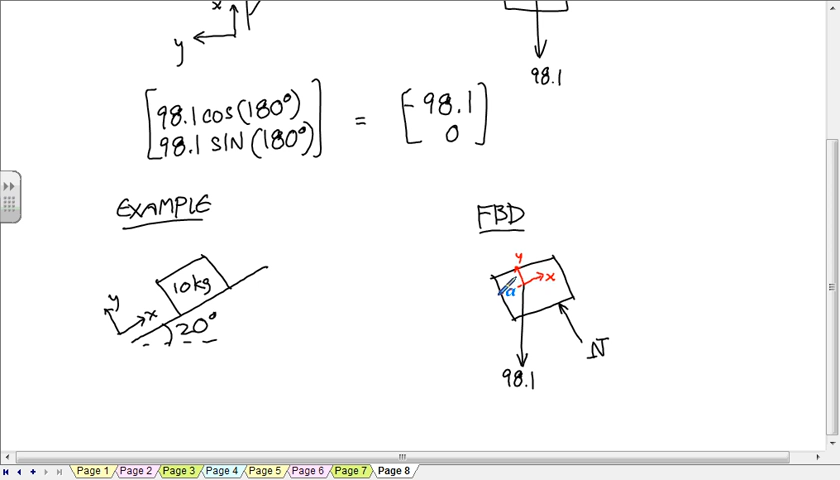 x
y
98.1
98.1 cos(180°)
98.1 SIN(180°)
=
-98.1
0
EXAMPLE
FBD
10kg
y
x
20°
y
x
a
N
98.1
Page 1 Page 2 Page 3 Page 4 Page 5 Page 6 Page 7 Page 8